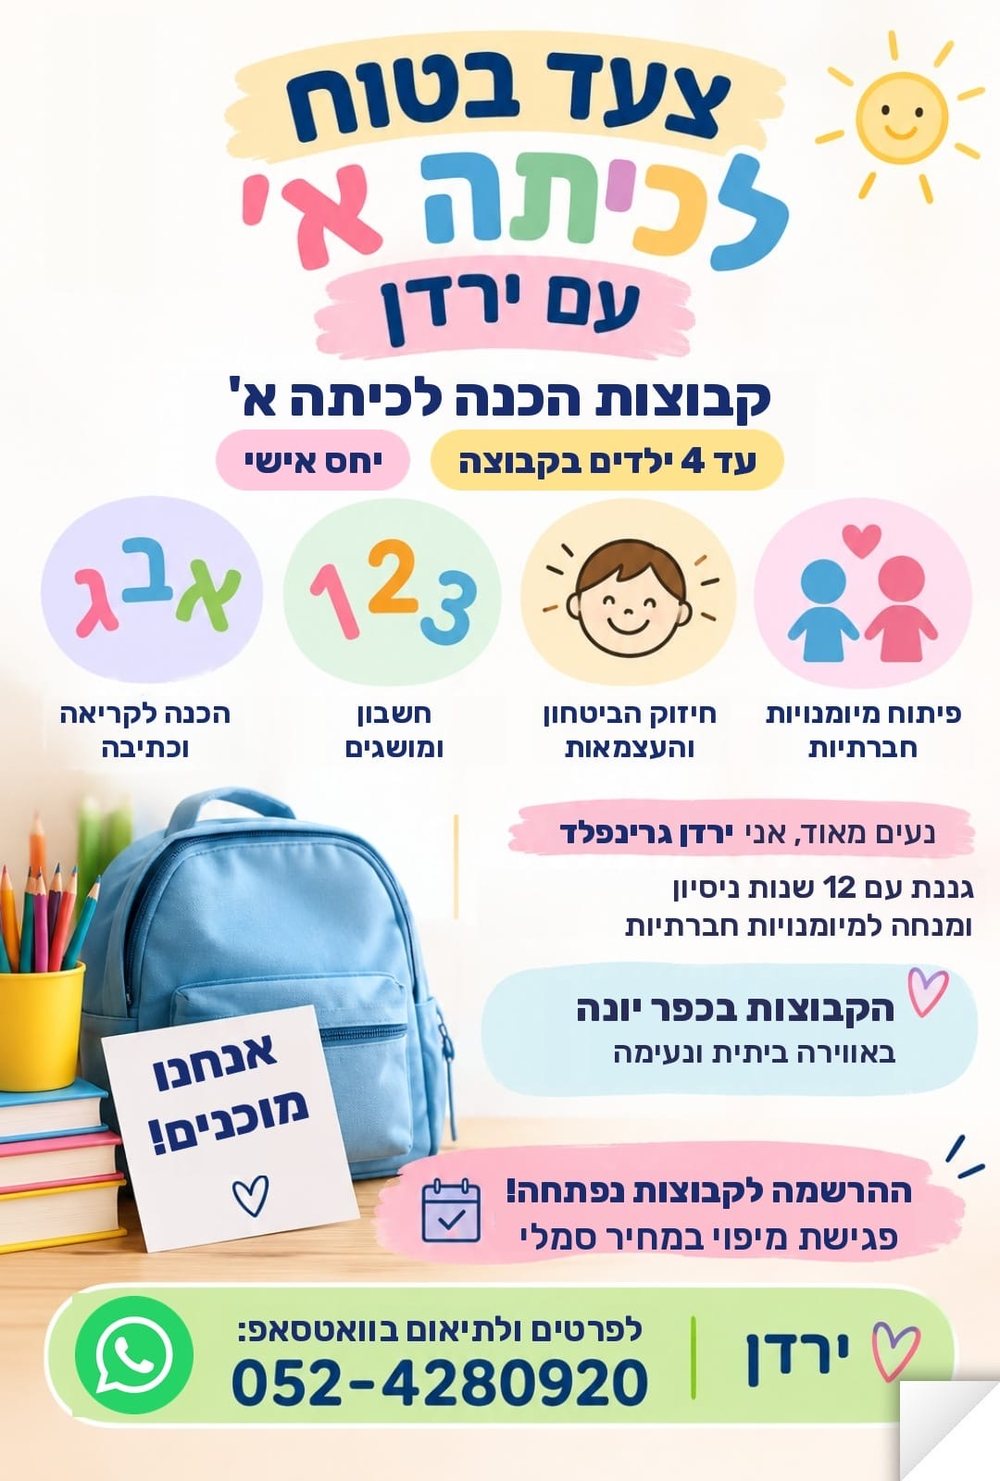 צעד בטוח
לכיתה א'
עם ירדן
קבוצות הכנה לכיתה א'
עד 4 ילדים בקבוצה
יחס אישי
פיתוח מיומנויות
חברתיות
חיזוק הביטחון
והעצמאות
123
חשבון
ומושגים
אבג
הכנה לקריאה
וכתיבה
נעים מאוד, אני ירדן גרינפלד
גננת עם 12 שנות ניסיון
ומנחה למיומנויות חברתיות
הקבוצות בכפר יונה
באווירה ביתית ונעימה
אנחנו
מוכנים!
ההרשמה לקבוצות נפתחה!
פגישת מיפוי במחיר סמלי
ירדן
לפרטים ולתיאום בוואטסאפ:
052-4280920